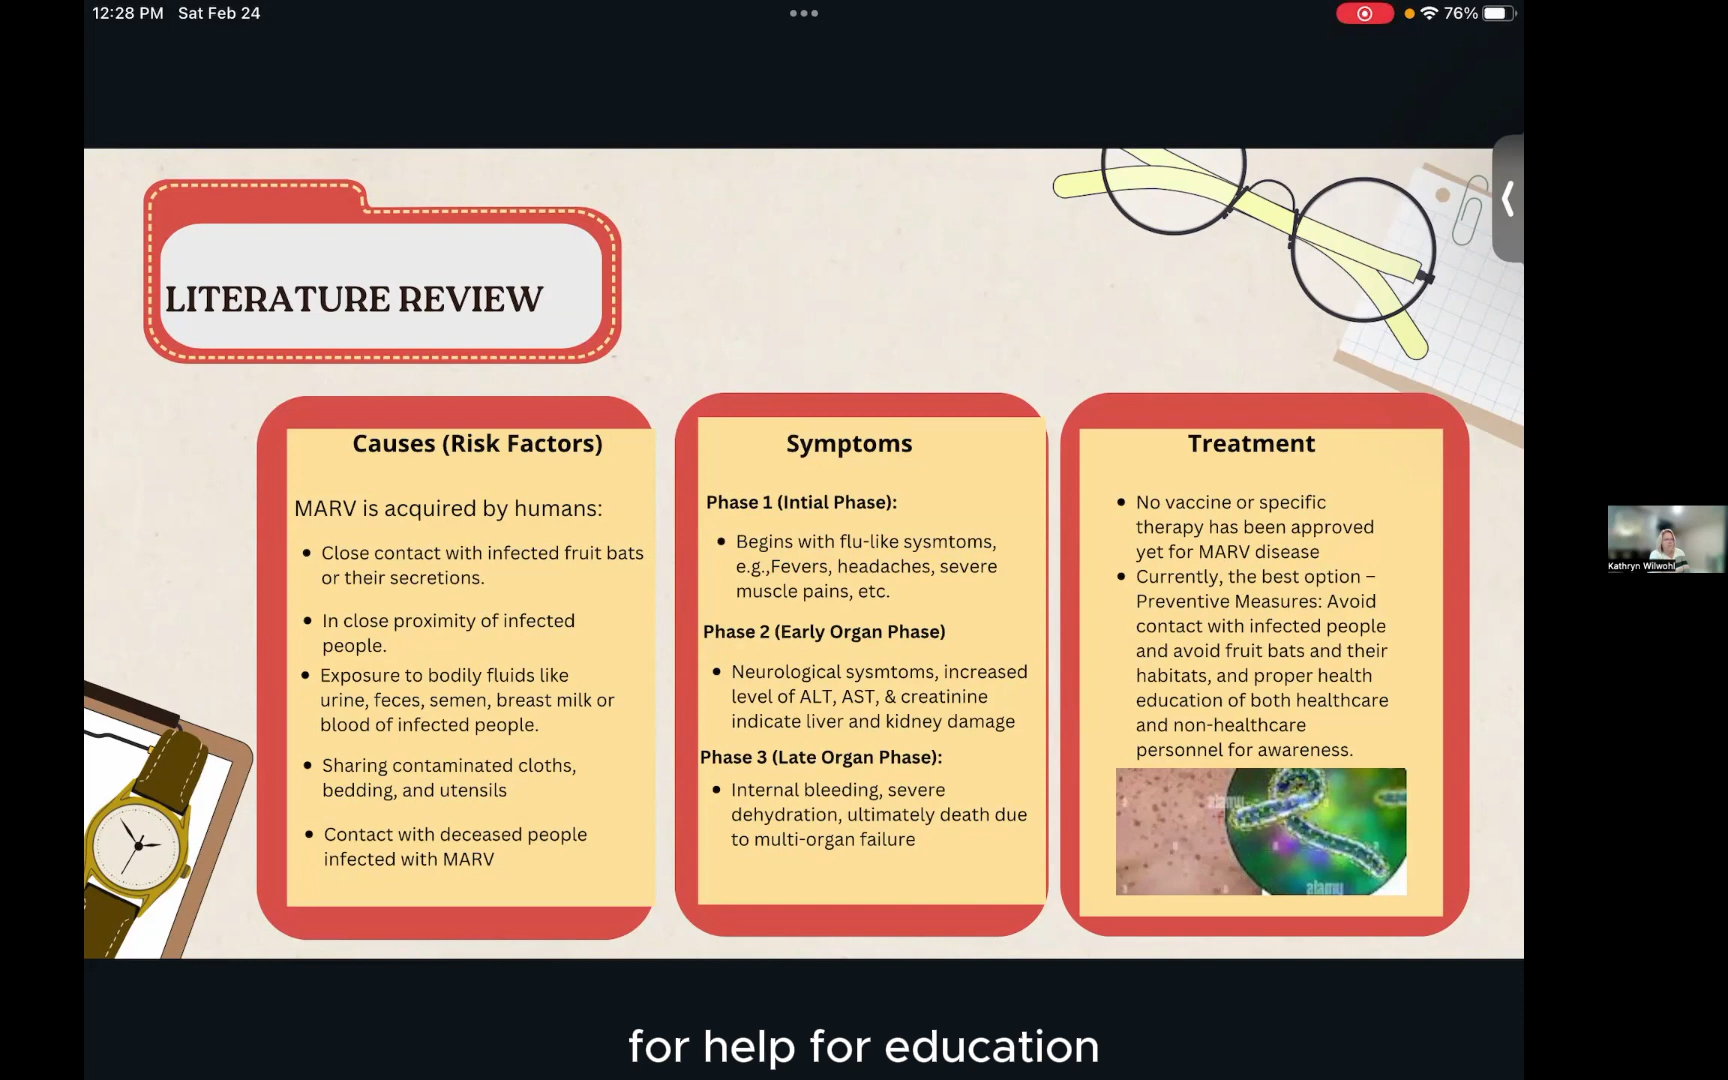 12:28 PM Sat Feb 24
76%
LITERATURE REVIEW
Causes (Risk Factors)
MARV is acquired by humans:
Close contact with infected fruit bats
or their secretions.
In close proximity of infected
people.
Exposure to bodily fluids like
urine, feces, semen, breast milk or
blood of infected people.
Sharing contaminated cloths,
bedding, and utensils
Contact with deceased people
infected with MARV
Symptoms
Phase 1 (Intial Phase):
Begins with flu-like sysmtoms,
e.g.,Fevers, headaches, severe
muscle pains, etc.
Phase 2 (Early Organ Phase)
Neurological sysmtoms, increased
level of ALT, AST, & creatinine
indicate liver and kidney damage
Phase 3 (Late Organ Phase):
Internal bleeding, severe
dehydration, ultimately death due
to multi-organ failure
Treatment
No vaccine or specific
therapy has been approved
yet for MARV disease
Currently, the best option –
Preventive Measures: Avoid
contact with infected people
and avoid fruit bats and their
habitats, and proper health
education of both healthcare
and non-healthcare
personnel for awareness.
alamy
alamy
Kathryn Wilwohl
for help for education